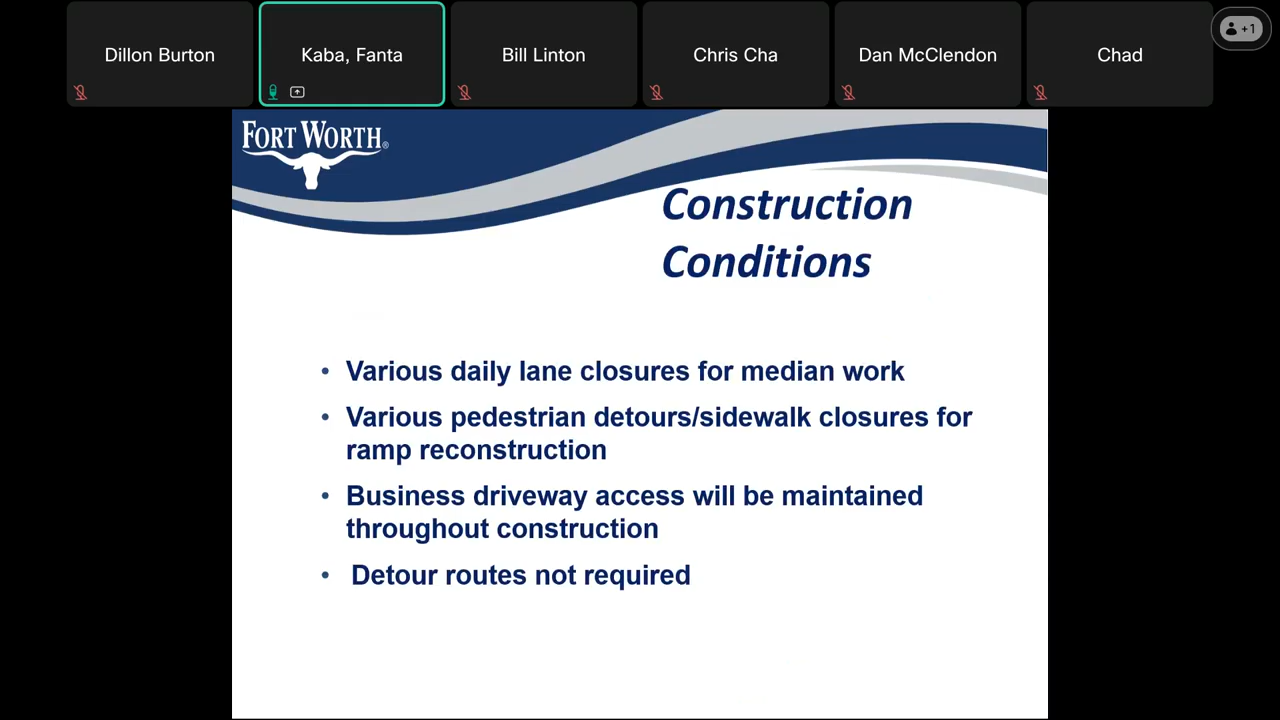 Dillon Burton
Kaba, Fanta
Bill Linton
Chris Cha
Dan McClendon
Chad
+1
FORT WORTH®
Construction
Conditions
• Various daily lane closures for median work
• Various pedestrian detours/sidewalk closures for
ramp reconstruction
• Business driveway access will be maintained
throughout construction
• Detour routes not required